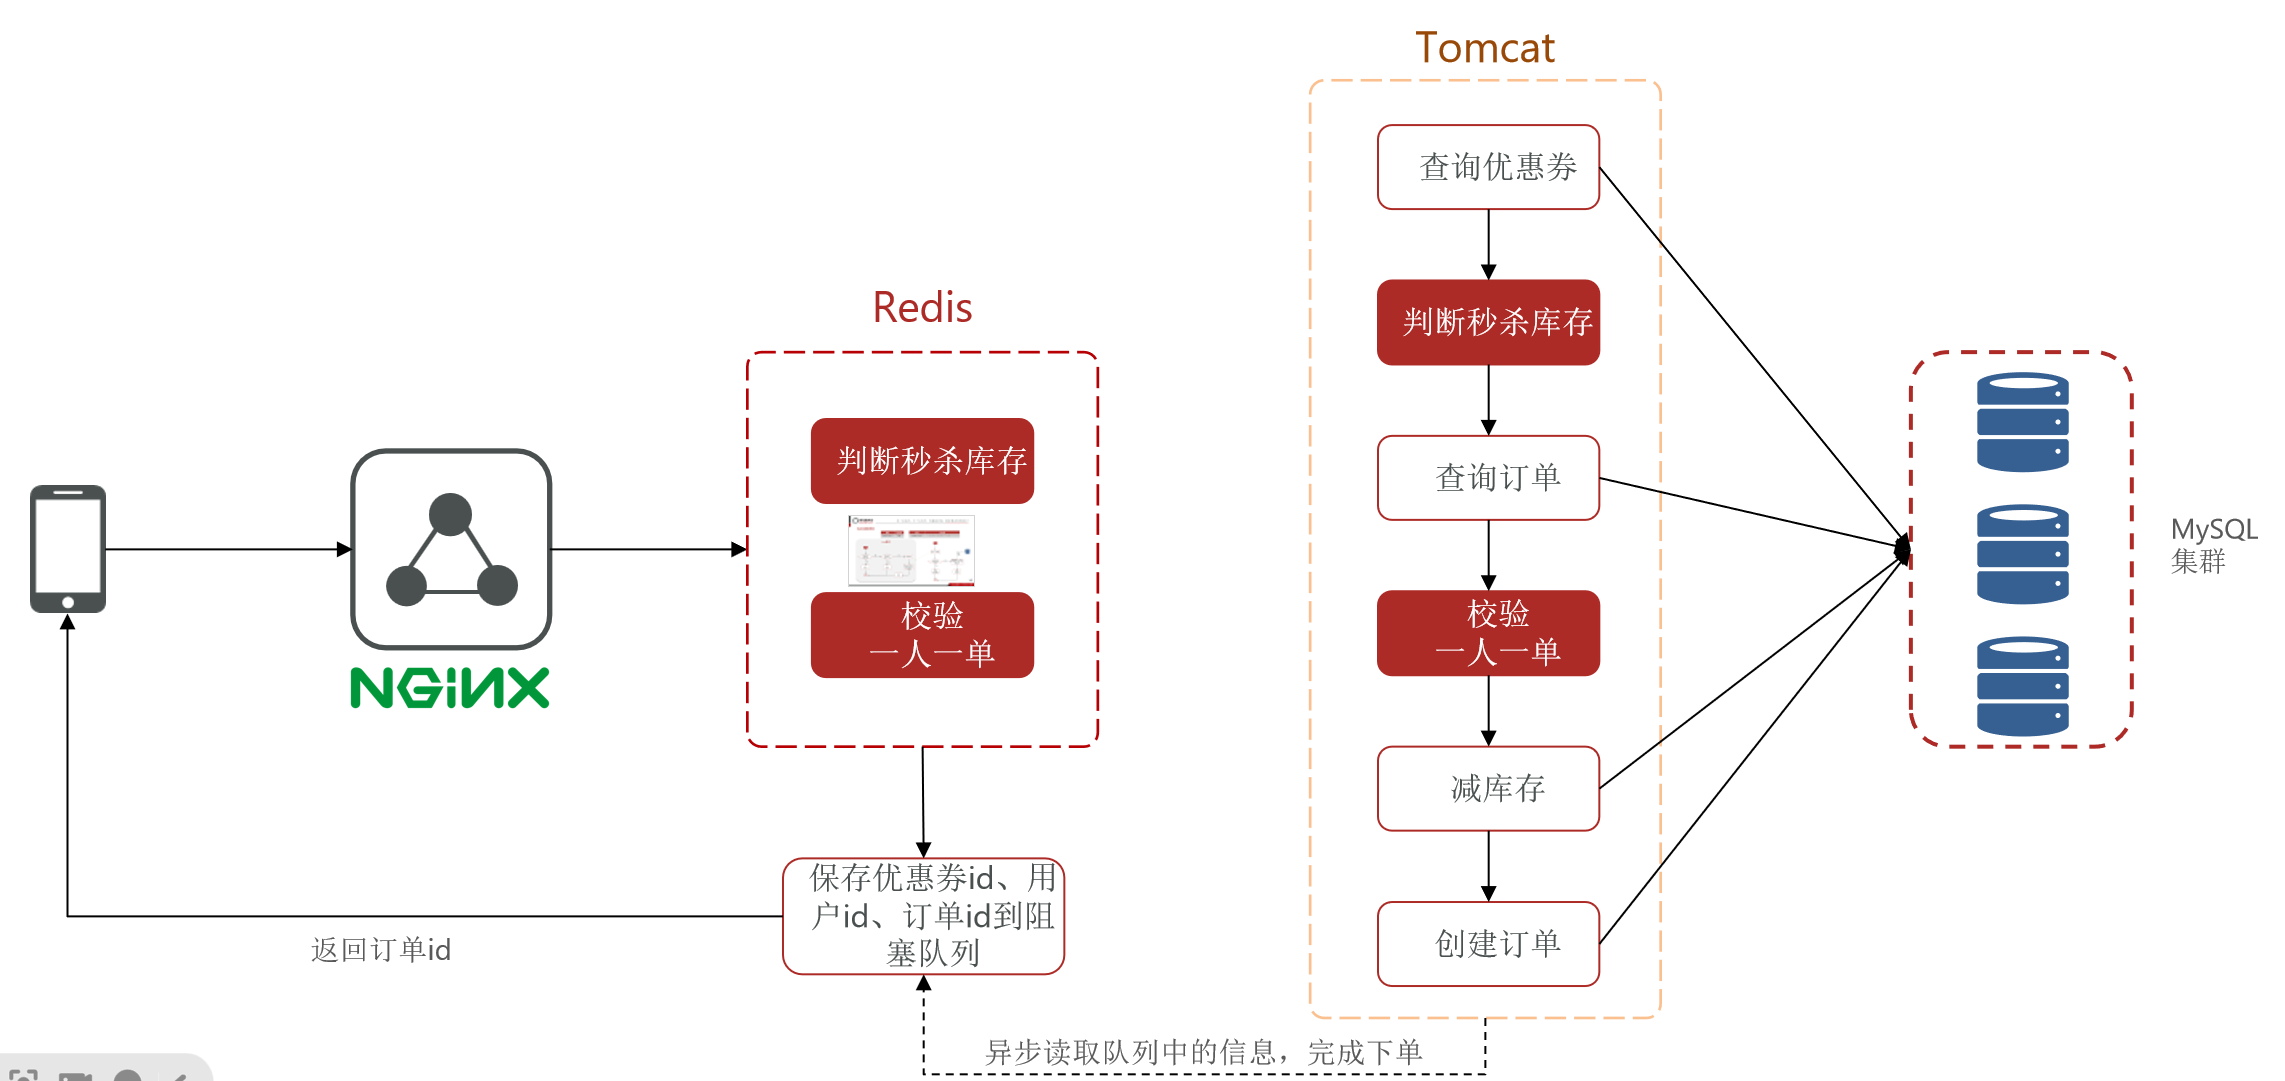 Tomcat
查询优惠券
判断秒杀库存
查询订单
校验
一人一单
减库存
创建订单
Redis
判断秒杀库存
校验
一人一单
NGINX
MySQL
集群
保存优惠券id、用
户id、订单id到阻
塞队列
返回订单id
异步读取队列中的信息，完成下单